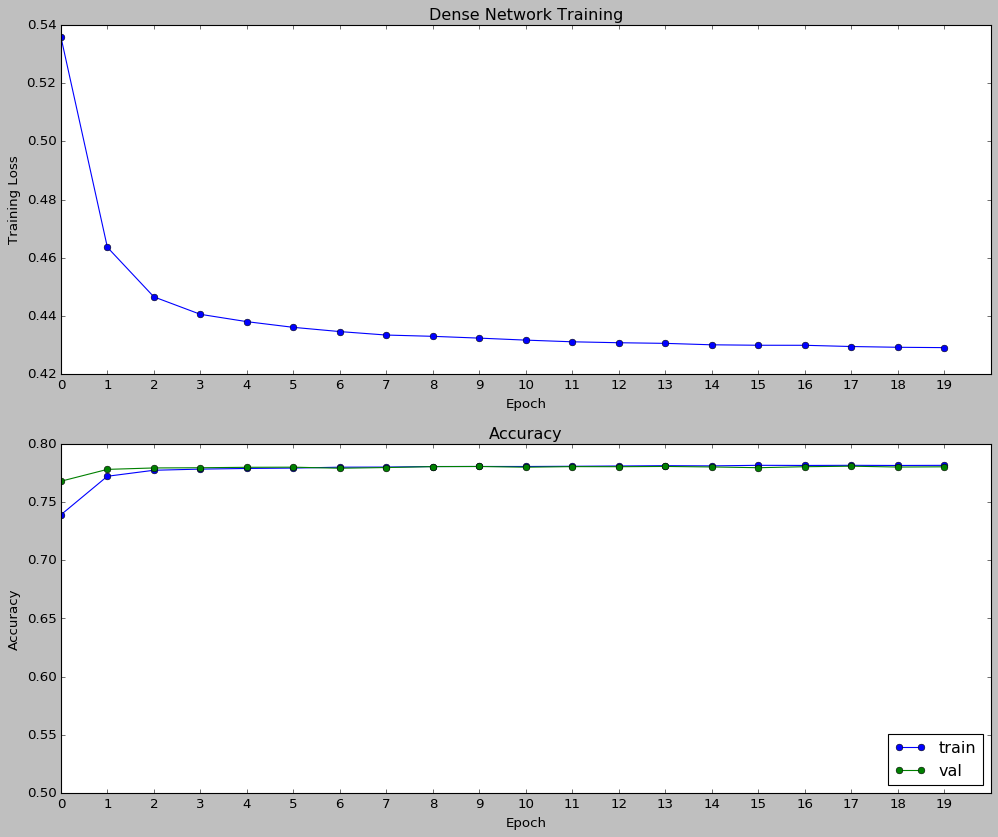 Dense Network Training
0.54
0.52
0.50
0.48
0.46
0.44
0.42
Training Loss
0 1 2 3 4 5 6 7 8 9 10 11 12 13 14 15 16 17 18 19
Epoch
Accuracy
0.80
0.75
0.70
0.65
0.60
0.55
0.50
Accuracy
train
val
0 1 2 3 4 5 6 7 8 9 10 11 12 13 14 15 16 17 18 19
Epoch